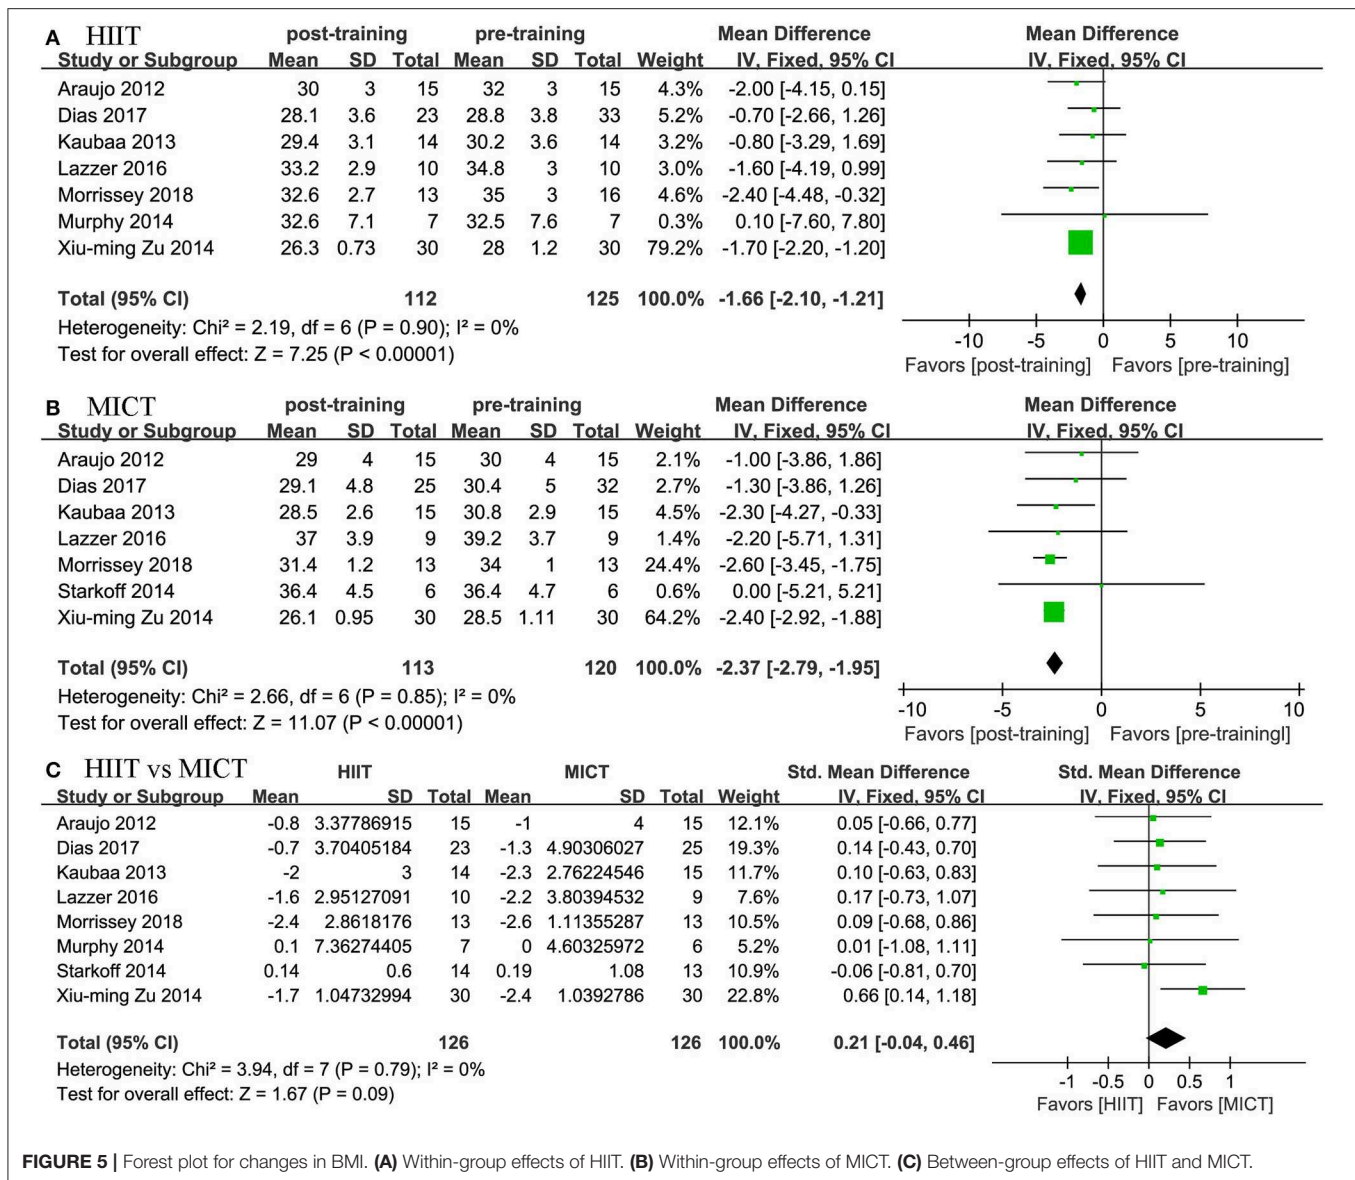 A HIIT post-training pre-training Mean Difference Mean Difference
Study or Subgroup Mean SD Total Mean SD Total Weight IV, Fixed, 95% CI IV, Fixed, 95% CI
Araujo 2012 30 3 15 32 3 15 4.3% -2.00 [-4.15, 0.15]
Dias 2017 28.1 3.6 23 28.8 3.8 33 5.2% -0.70 [-2.66, 1.26]
Kaubaa 2013 29.4 3.1 14 30.2 3.6 14 3.2% -0.80 [-3.29, 1.69]
Lazzer 2016 33.2 2.9 10 34.8 3 10 3.0% -1.60 [-4.19, 0.99]
Morrissey 2018 32.6 2.7 13 35 3 16 4.6% -2.40 [-4.48, -0.32]
Murphy 2014 32.6 7.1 7 32.5 7.6 7 0.3% 0.10 [-7.60, 7.80]
Xiu-ming Zu 2014 26.3 0.73 30 28 1.2 30 79.2% -1.70 [-2.20, -1.20]
Total (95% CI) 112 125 100.0% -1.66 [-2.10, -1.21]
Heterogeneity: Chi² = 2.19, df = 6 (P = 0.90); I² = 0%
Test for overall effect: Z = 7.25 (P < 0.00001)
-10 -5 0 5 10
Favors [post-training] Favors [pre-training]
B MICT post-training pre-training Mean Difference Mean Difference
Study or Subgroup Mean SD Total Mean SD Total Weight IV, Fixed, 95% CI IV, Fixed, 95% CI
Araujo 2012 29 4 15 30 4 15 2.1% -1.00 [-3.86, 1.86]
Dias 2017 29.1 4.8 25 30.4 5 32 2.7% -1.30 [-3.86, 1.26]
Kaubaa 2013 28.5 2.6 15 30.8 2.9 15 4.5% -2.30 [-4.27, -0.33]
Lazzer 2016 37 3.9 9 39.2 3.7 9 1.4% -2.20 [-5.71, 1.31]
Morrissey 2018 31.4 1.2 13 34 1 13 24.4% -2.60 [-3.45, -1.75]
Starkoff 2014 36.4 4.5 6 36.4 4.7 6 0.6% 0.00 [-5.21, 5.21]
Xiu-ming Zu 2014 26.1 0.95 30 28.5 1.11 30 64.2% -2.40 [-2.92, -1.88]
Total (95% CI) 113 120 100.0% -2.37 [-2.79, -1.95]
Heterogeneity: Chi² = 2.66, df = 6 (P = 0.85); I² = 0%
Test for overall effect: Z = 11.07 (P < 0.00001)
-10 -5 0 5 10
Favors [post-training] Favors [pre-trainingl]
C HIIT vs MICT HIIT MICT Std. Mean Difference Std. Mean Difference
Study or Subgroup Mean SD Total Mean SD Total Weight IV, Fixed, 95% CI IV, Fixed, 95% CI
Araujo 2012 -0.8 3.37786915 15 -1 4 15 12.1% 0.05 [-0.66, 0.77]
Dias 2017 -0.7 3.70405184 23 -1.3 4.90306027 25 19.3% 0.14 [-0.43, 0.70]
Kaubaa 2013 -2 3 14 -2.3 2.76224546 15 11.7% 0.10 [-0.63, 0.83]
Lazzer 2016 -1.6 2.95127091 10 -2.2 3.80394532 9 7.6% 0.17 [-0.73, 1.07]
Morrissey 2018 -2.4 2.8618176 13 -2.6 1.11355287 13 10.5% 0.09 [-0.68, 0.86]
Murphy 2014 0.1 7.36274405 7 0 4.60325972 6 5.2% 0.01 [-1.08, 1.11]
Starkoff 2014 0.14 0.6 14 0.19 1.08 13 10.9% -0.06 [-0.81, 0.70]
Xiu-ming Zu 2014 -1.7 1.04732994 30 -2.4 1.0392786 30 22.8% 0.66 [0.14, 1.18]
Total (95% CI) 126 126 100.0% 0.21 [-0.04, 0.46]
Heterogeneity: Chi² = 3.94, df = 7 (P = 0.79); I² = 0%
Test for overall effect: Z = 1.67 (P = 0.09)
-1 -0.5 0 0.5 1
Favors [HIIT] Favors [MICT]
FIGURE 5 | Forest plot for changes in BMI. (A) Within-group effects of HIIT. (B) Within-group effects of MICT. (C) Between-group effects of HIIT and MICT.